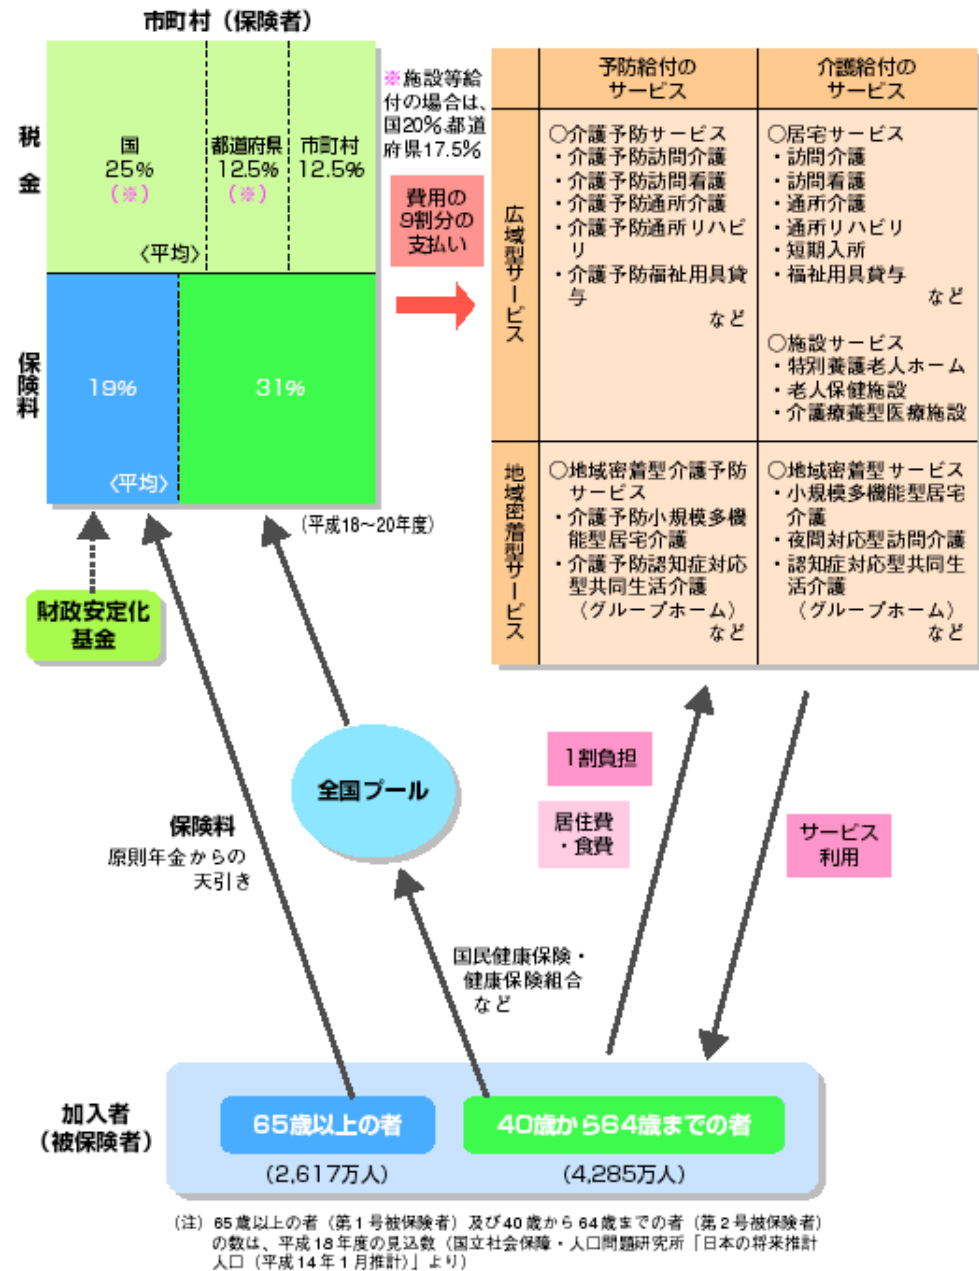 市町村（保険者）
税金
国
25%
（※）
都道府県
12.5%
（※）
市町村
12.5%
〈平均〉
※施設等給
付の場合は、
国20%、都道
府県17.5%
費用の
9割分の
支払い
保険料
19%
31%
〈平均〉
（平成18～20年度）
財政安定化
基金
予防給付の
サービス
介護給付の
サービス
広域型サービス
○介護予防サービス
・介護予防訪問介護
・介護予防訪問看護
・介護予防通所介護
・介護予防通所リハビ
リ
・介護予防福祉用具貸
与
など
○居宅サービス
・訪問介護
・訪問看護
・通所介護
・通所リハビリ
・短期入所
・福祉用具貸与
など
○施設サービス
・特別養護老人ホーム
・老人保健施設
・介護療養型医療施設
地域密着型サービス
○地域密着型介護予防
サービス
・介護予防小規模多機
能型居宅介護
・介護予防認知症対応
型共同生活介護
（グループホーム）
など
○地域密着型サービス
・小規模多機能型居宅
介護
・夜間対応型訪問介護
・認知症対応型共同生
活介護
（グループホーム）
など
全国プール
保険料
原則年金からの
天引き
1割負担
居住費
・食費
サービス
利用
国民健康保険・
健康保険組合
など
加入者
（被保険者）
65歳以上の者
（2,617万人）
40歳から64歳までの者
（4,285万人）
（注）65歳以上の者（第1号被保険者）及び40歳から64歳までの者（第2号被保険者）
の数は、平成18年度の見込数（国立社会保障・人口問題研究所「日本の将来推計
人口（平成14年1月推計）」より）